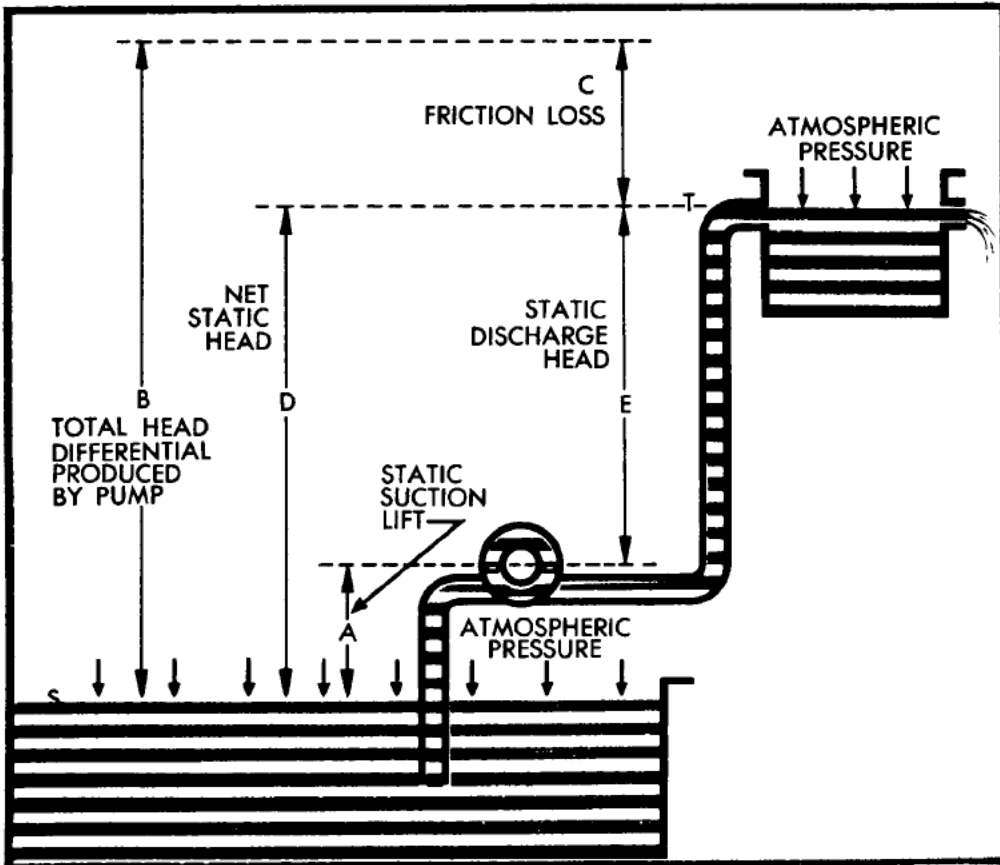 C
FRICTION LOSS
ATMOSPHERIC
PRESSURE
T
NET
STATIC
HEAD
STATIC
DISCHARGE
HEAD
B
D
E
TOTAL HEAD
DIFFERENTIAL
PRODUCED
BY PUMP
STATIC
SUCTION
LIFT
A
ATMOSPHERIC
PRESSURE
S